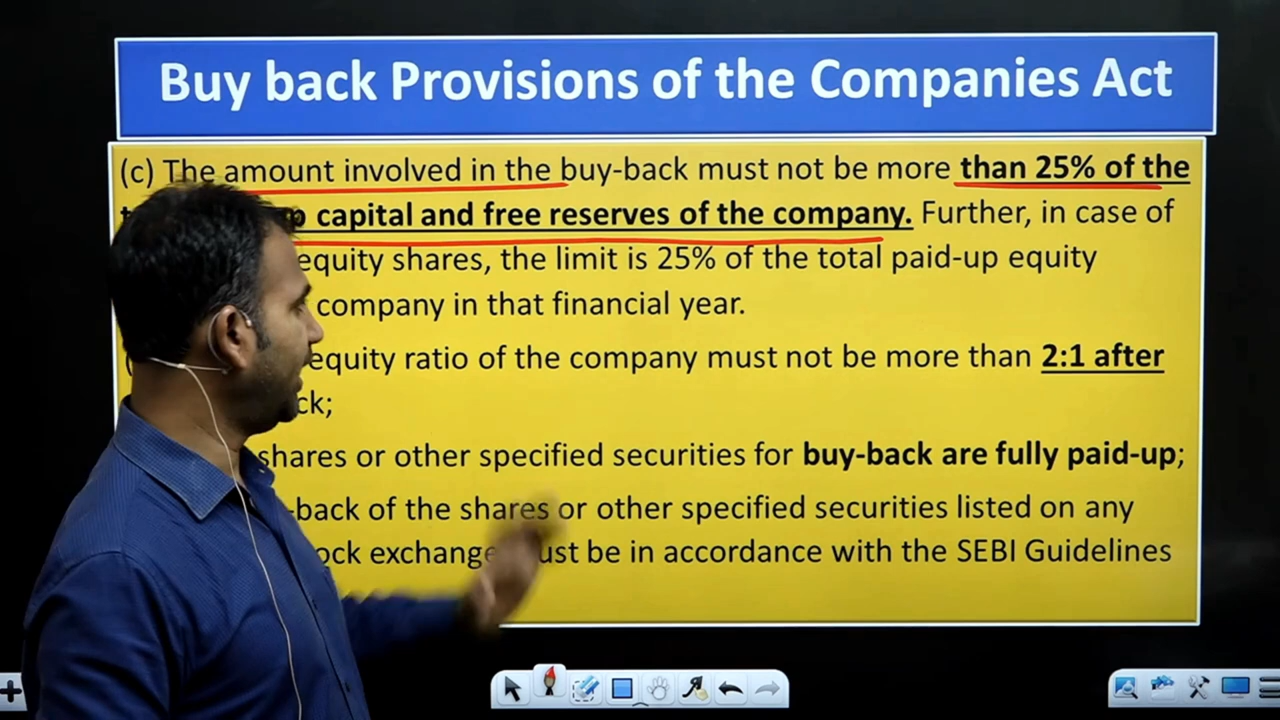 Buy back Provisions of the Companies Act
(c) The amount involved in the buy-back must not be more than 25% of the
capital and free reserves of the company. Further, in case of
equity shares, the limit is 25% of the total paid-up equity
company in that financial year.
equity ratio of the company must not be more than 2:1 after
ck;
shares or other specified securities for buy-back are fully paid-up;
-back of the shares or other specified securities listed on any
ock exchange must be in accordance with the SEBI Guidelines